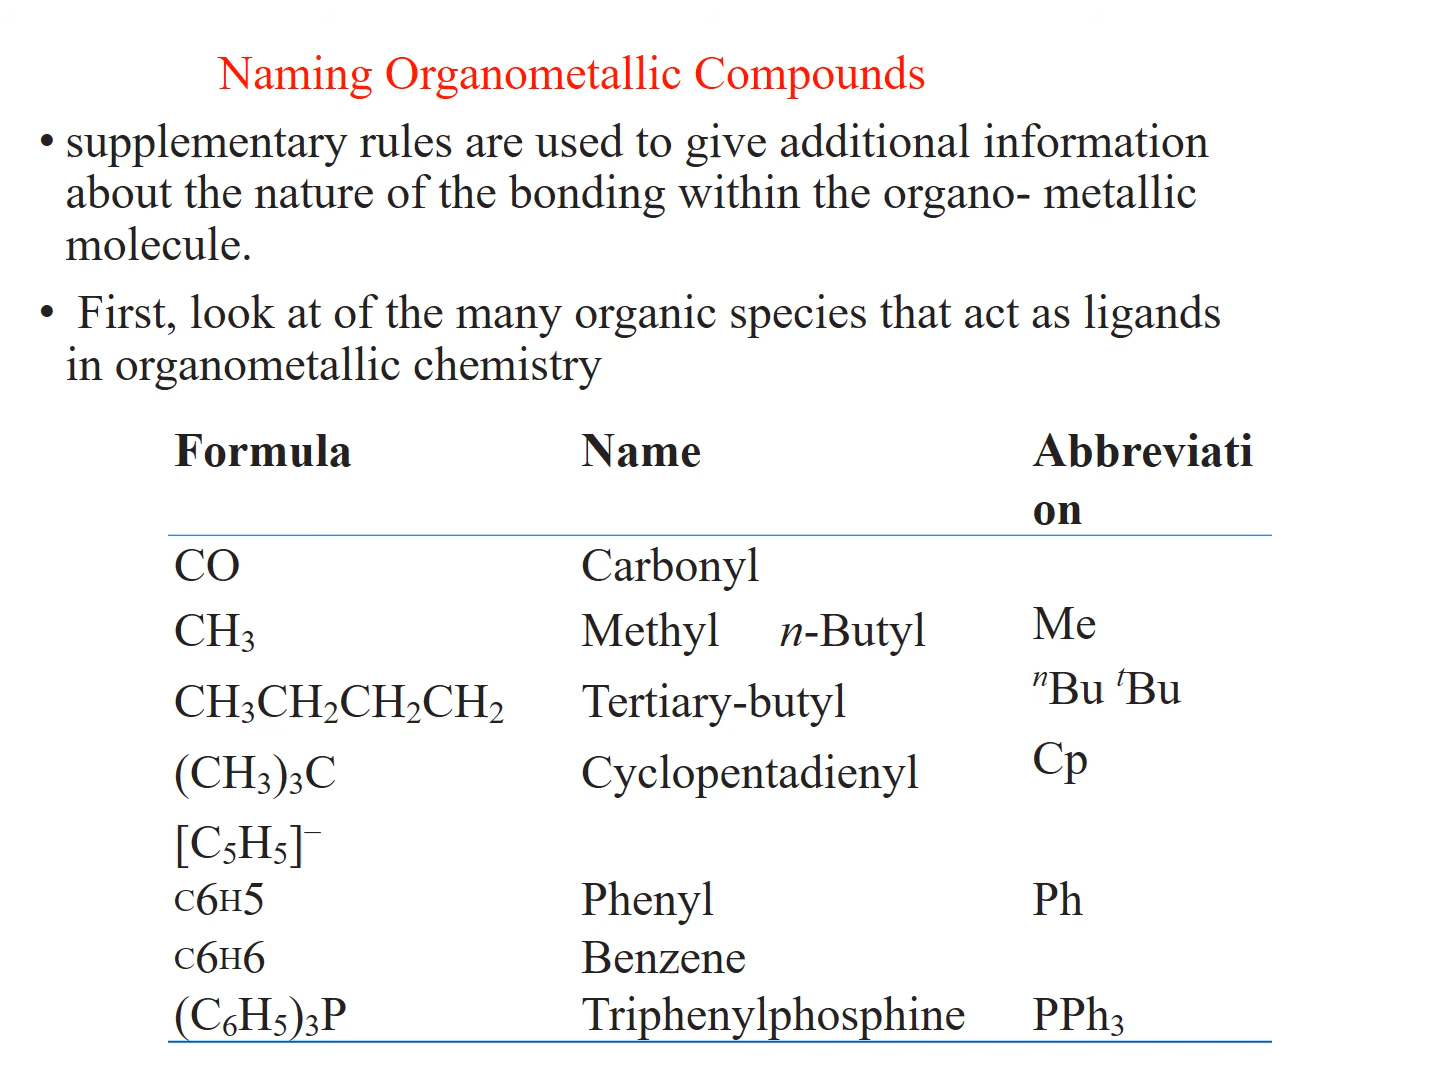 Naming Organometallic Compounds
• supplementary rules are used to give additional information
about the nature of the bonding within the organo- metallic
molecule.
• First, look at of the many organic species that act as ligands
in organometallic chemistry
Formula Name Abbreviati
on
CO Carbonyl
CH₃ Methyl n-Butyl Me
CH₃CH₂CH₂CH₂ Tertiary-butyl ⁿBu ᵗBu
(CH₃)₃C Cyclopentadienyl Cp
[C₅H₅]⁻
C6H5 Phenyl Ph
C6H6 Benzene
(C₆H₅)₃P Triphenylphosphine PPh₃